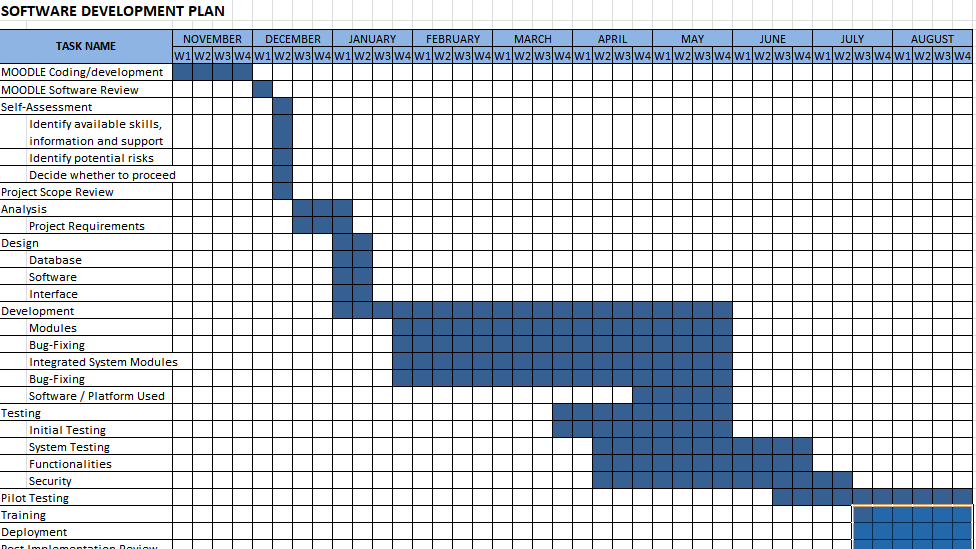 SOFTWARE DEVELOPMENT PLAN
TASK NAME
NOVEMBER DECEMBER JANUARY FEBRUARY MARCH APRIL MAY JUNE JULY AUGUST
W1 W2 W3 W4 W1 W2 W3 W4 W1 W2 W3 W4 W1 W2 W3 W4 W1 W2 W3 W4 W1 W2 W3 W4 W1 W2 W3 W4 W1 W2 W3 W4 W1 W2 W3 W4 W1 W2 W3 W4
MOODLE Coding/development
MOODLE Software Review
Self-Assessment
Identify available skills,
information and support
Identify potential risks
Decide whether to proceed
Project Scope Review
Analysis
Project Requirements
Design
Database
Software
Interface
Development
Modules
Bug-Fixing
Integrated System Modules
Bug-Fixing
Software / Platform Used
Testing
Initial Testing
System Testing
Functionalities
Security
Pilot Testing
Training
Deployment
Post Implementation Review